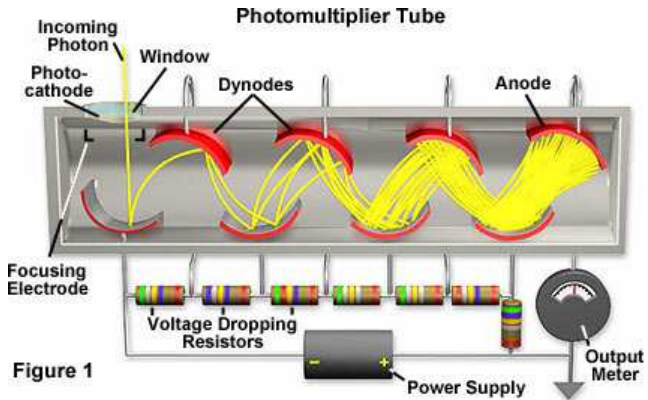 Photomultiplier Tube
Incoming
Photon
Window
Photo-
cathode
Dynodes
Anode
Focusing
Electrode
Voltage Dropping
Resistors
Output
Meter
Figure 1
- +
Power Supply